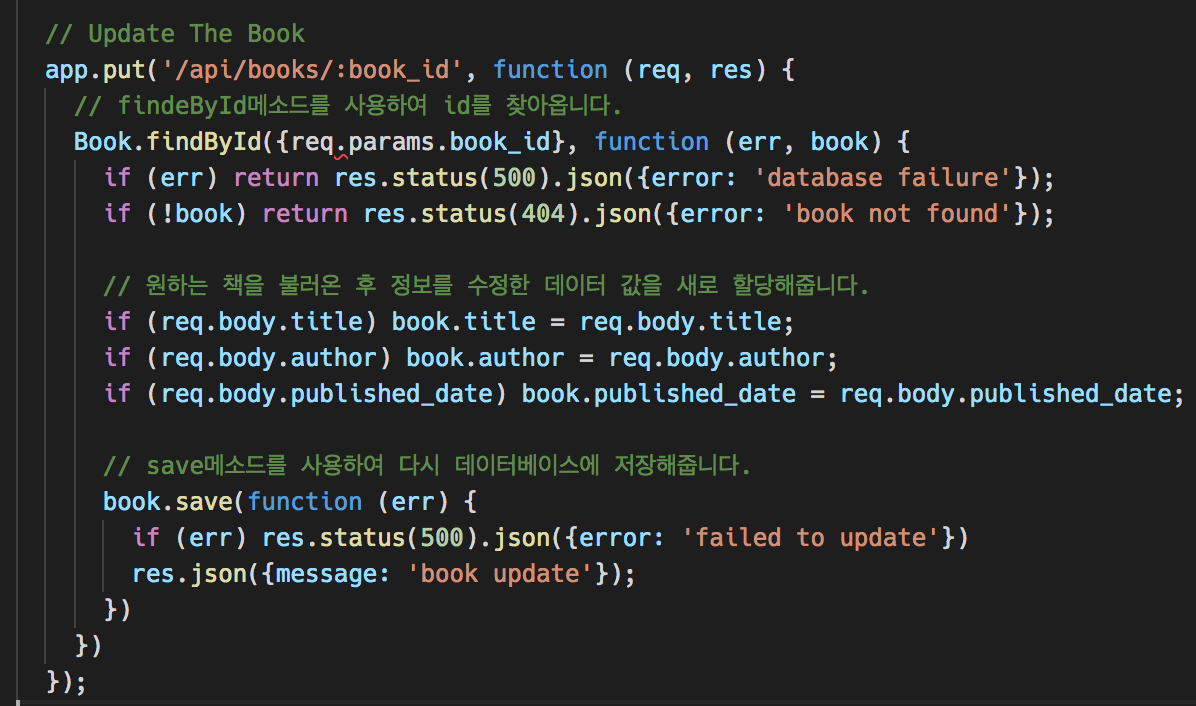 // Update The Book
app.put('/api/books/:book_id', function (req, res) {
// findeById메소드를 사용하여 id를 찾아옵니다.
Book.findById({req.params.book_id}, function (err, book) {
if (err) return res.status(500).json({error: 'database failure'});
if (!book) return res.status(404).json({error: 'book not found'});
// 원하는 책을 불러온 후 정보를 수정한 데이터 값을 새로 할당해줍니다.
if (req.body.title) book.title = req.body.title;
if (req.body.author) book.author = req.body.author;
if (req.body.published_date) book.published_date = req.body.published_date;
// save메소드를 사용하여 다시 데이터베이스에 저장해줍니다.
book.save(function (err) {
if (err) res.status(500).json({error: 'failed to update'})
res.json({message: 'book update'});
})
})
});